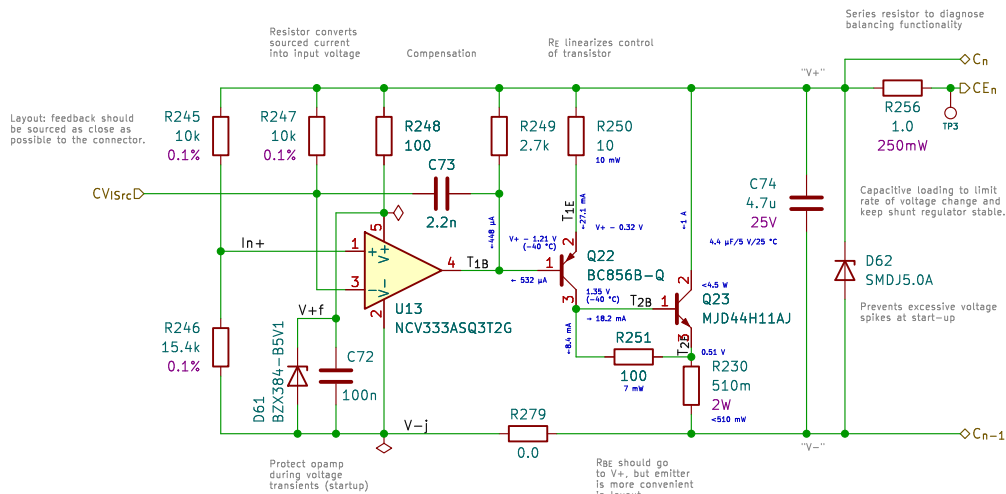 Series resistor to diagnose
balancing functionality
Resistor converts
sourced current
into input voltage
Compensation
RE linearizes control
of transistor
Cn
"V+"
CEn
R256
1.0
250mW
TP3
Layout: feedback should
be sourced as close as
possible to the connector.
R245
10k
0.1%
R247
10k
0.1%
R248
100
R249
2.7k
R250
10
10 mW
C73
2.2n
CVISrc
C74
4.7u
25V
4.4 µF/5 V/25 °C
Capacitive loading to limit
rate of voltage change and
keep shunt regulator stable.
←448 µA
T1E
←27.1 mA
←1 A
V+ - 0.32 V
V+ - 1.21 V
(-40 °C)
In+
1
+
3
-
5
V+
V-
2
4
T1B
← 532 µA
1
2
3
Q22
BC856B-Q
1.35 V
(-40 °C)
T2B
→ 18.2 mA
1
2
3
<4.5 W
Q23
MJD44H11AJ
D62
SMDJ5.0A
Prevents excessive voltage
spikes at start-up
U13
NCV333ASQ3T2G
V+f
←8.4 mA
R251
100
7 mW
T2D
0.51 V
R246
15.4k
0.1%
D61
BZX384-B5V1
C72
100n
R230
510m
2W
<510 mW
V-j
R279
0.0
Cn-1
"V-"
Protect opamp
during voltage
transients (startup)
RBE should go
to V+, but emitter
is more convenient